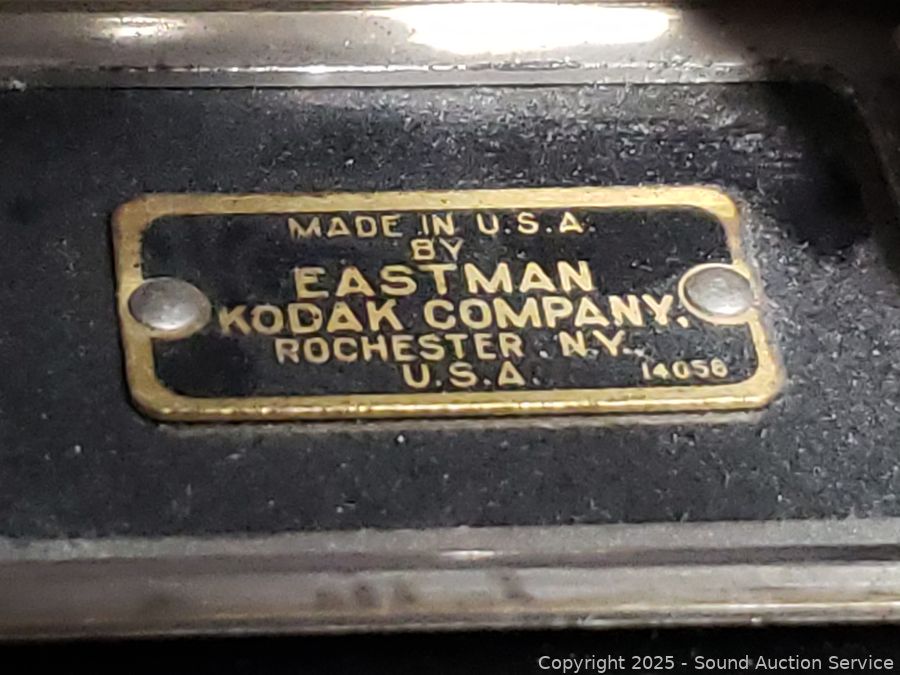 MADE IN U.S.A.
BY
EASTMAN
KODAK COMPANY,
ROCHESTER, N.Y.,
U.S.A.
14056
Copyright 2025 - Sound Auction Service